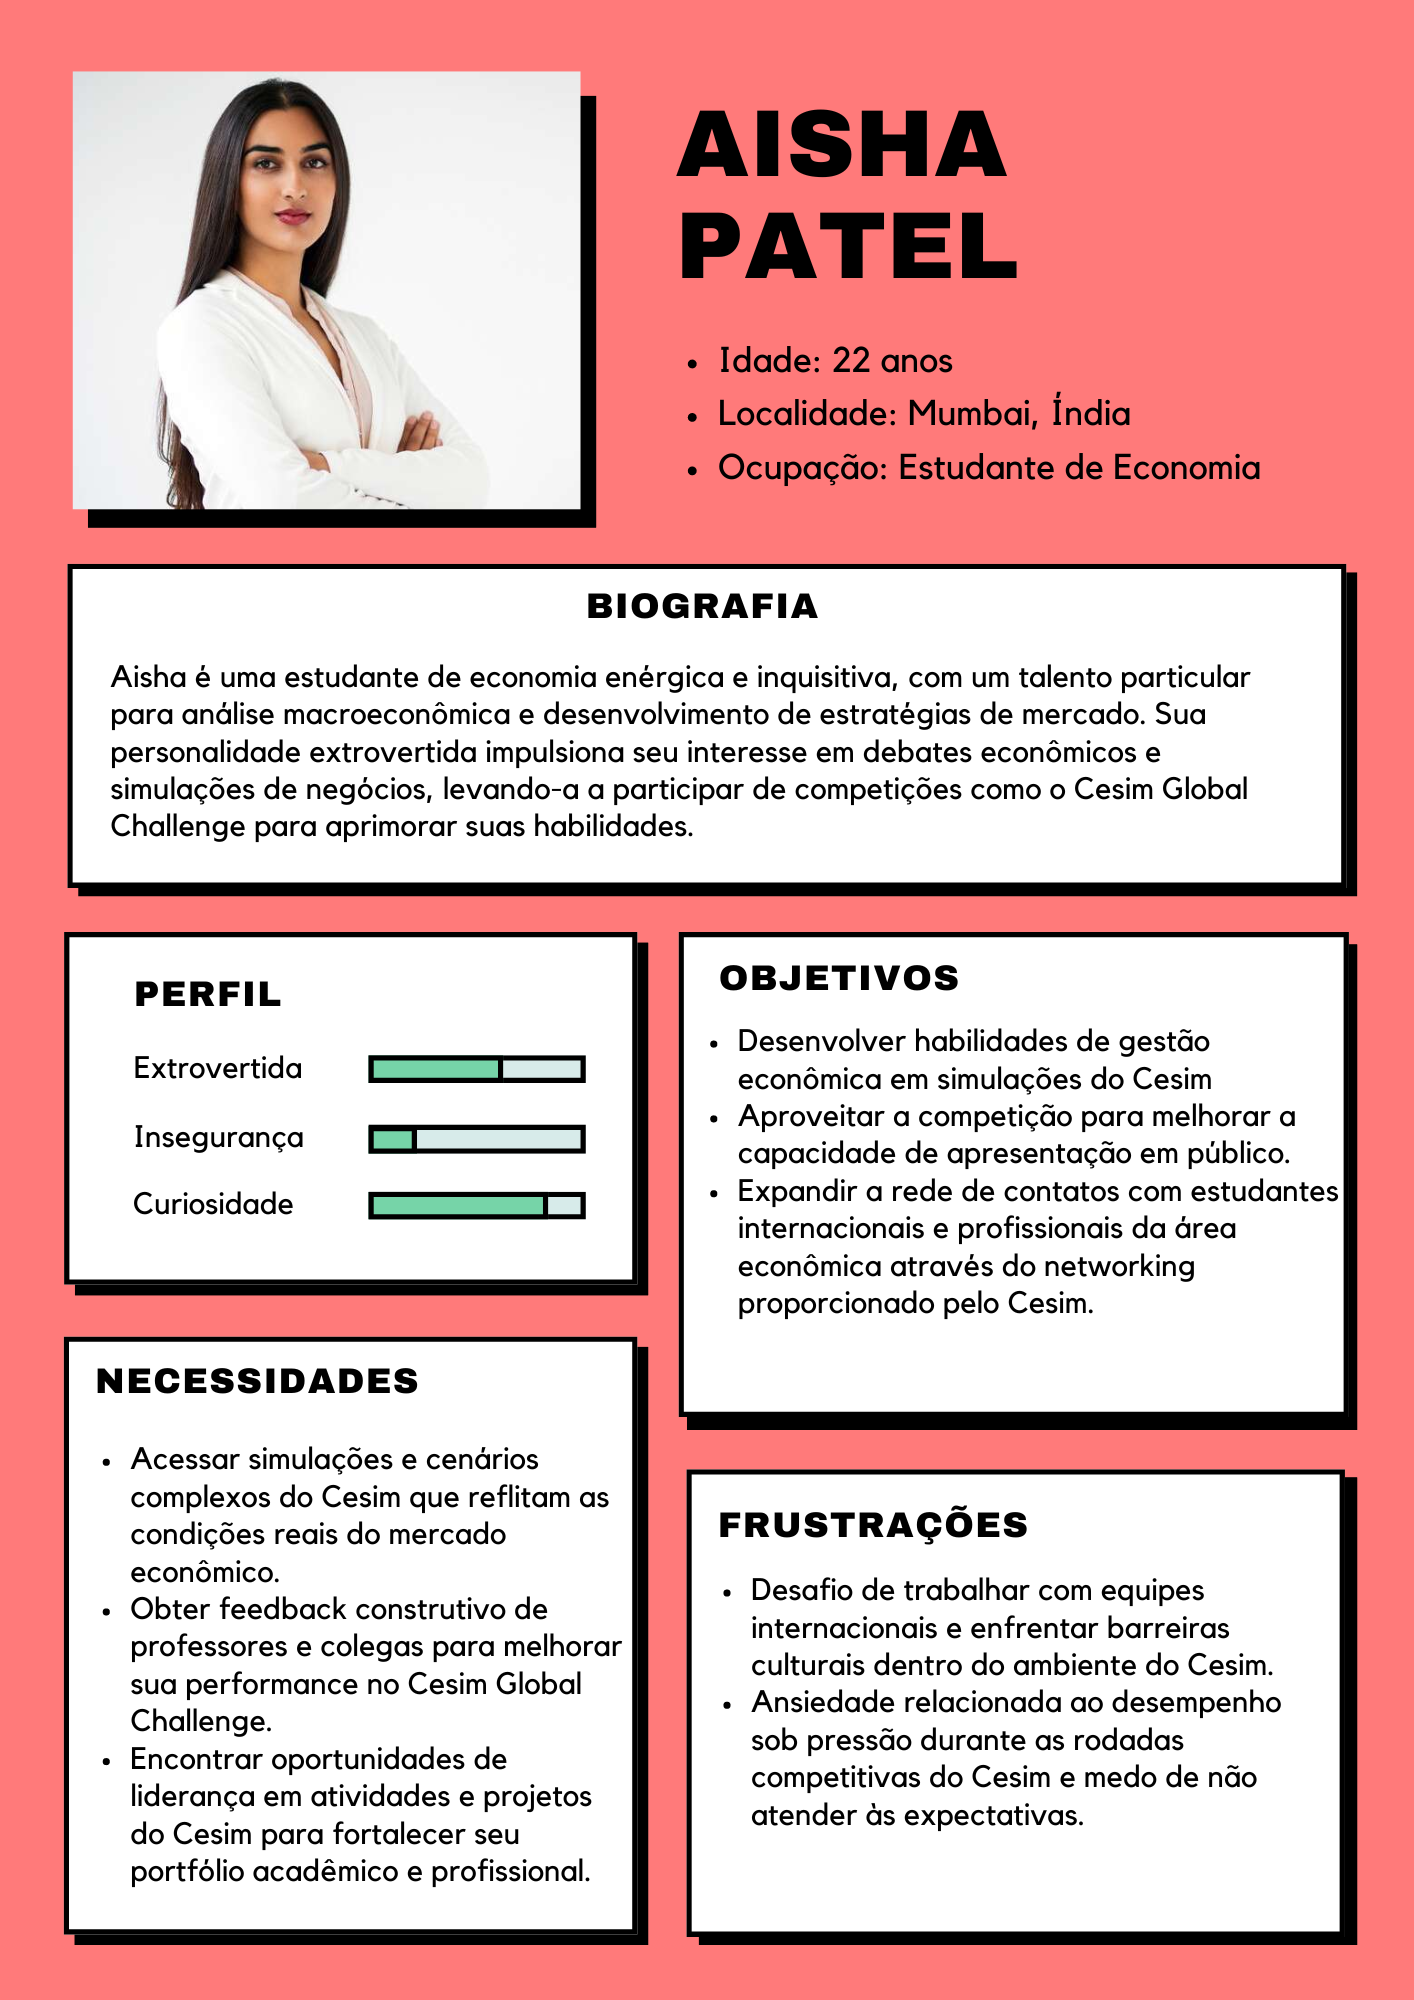 AISHA
PATEL
• Idade: 22 anos
• Localidade: Mumbai, Índia
• Ocupação: Estudante de Economia
BIOGRAFIA
Aisha é uma estudante de economia enérgica e inquisitiva, com um talento particular
para análise macroeconômica e desenvolvimento de estratégias de mercado. Sua
personalidade extrovertida impulsiona seu interesse em debates econômicos e
simulações de negócios, levando-a a participar de competições como o Cesim Global
Challenge para aprimorar suas habilidades.
PERFIL
Extrovertida
Insegurança
Curiosidade
OBJETIVOS
• Desenvolver habilidades de gestão
econômica em simulações do Cesim
• Aproveitar a competição para melhorar a
capacidade de apresentação em público.
• Expandir a rede de contatos com estudantes
internacionais e profissionais da área
econômica através do networking
proporcionado pelo Cesim.
NECESSIDADES
• Acessar simulações e cenários
complexos do Cesim que reflitam as
condições reais do mercado
econômico.
• Obter feedback construtivo de
professores e colegas para melhorar
sua performance no Cesim Global
Challenge.
• Encontrar oportunidades de
liderança em atividades e projetos
do Cesim para fortalecer seu
portfólio acadêmico e profissional.
FRUSTRAÇÕES
• Desafio de trabalhar com equipes
internacionais e enfrentar barreiras
culturais dentro do ambiente do Cesim.
• Ansiedade relacionada ao desempenho
sob pressão durante as rodadas
competitivas do Cesim e medo de não
atender às expectativas.